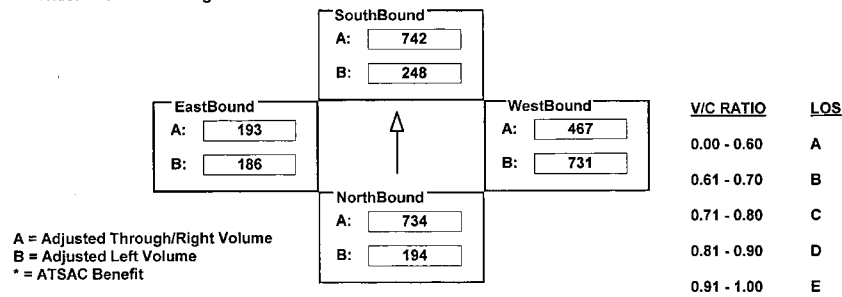 SouthBound
A: 742
B: 248
EastBound
A: 193
B: 186
WestBound
A: 467
B: 731
NorthBound
A: 734
B: 194
A = Adjusted Through/Right Volume
B = Adjusted Left Volume
* = ATSAC Benefit
V/C RATIO LOS
0.00 - 0.60 A
0.61 - 0.70 B
0.71 - 0.80 C
0.81 - 0.90 D
0.91 - 1.00 E